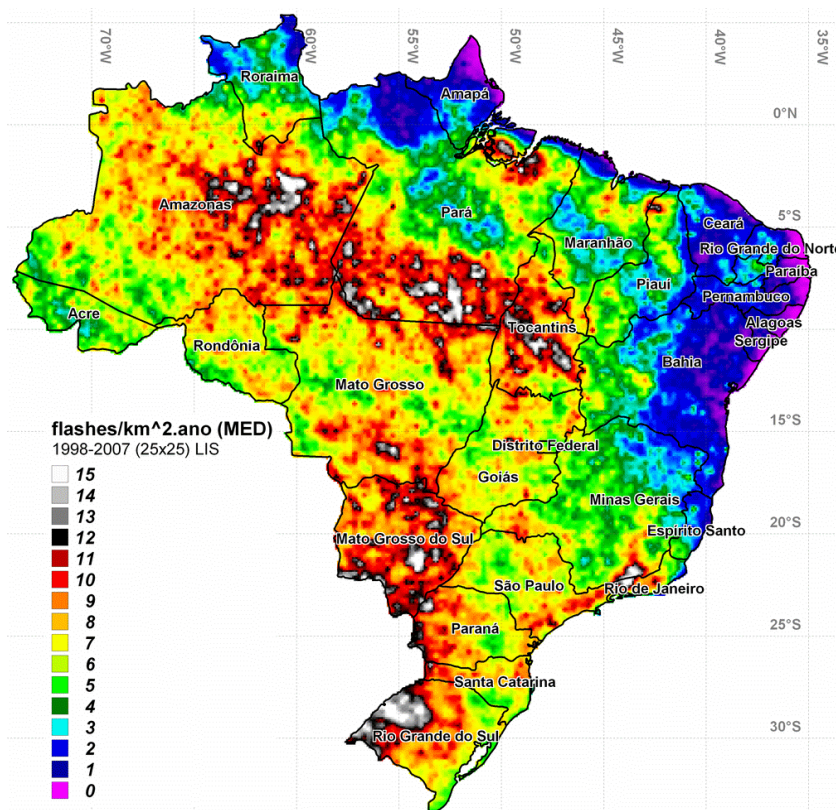 70°W
60°W
55°W
50°W
40°W
35°W
Roraima
Amapá
0°N
Amazonas
Pará
Ceará
5°S
Maranhão
Rio Grande do Norte
Piauí
Paraíba
Acre
Pernambuco
Tocantins
Alagoas
Rondônia
Sergipe
Bahia
Mato Grosso
flashes/km^2.ano (MED)
15°S
1998-2007 (25x25) LIS
Distrito Federal
Goiás
15
14
Minas Gerais
13
12
Espírito Santo
20°S
11
Mato Grosso do Sul
10
São Paulo
Rio de Janeiro
9
8
Paraná
25°S
7
6
5
Santa Catarina
4
3
Rio Grande do Sul
30°S
2
1
0